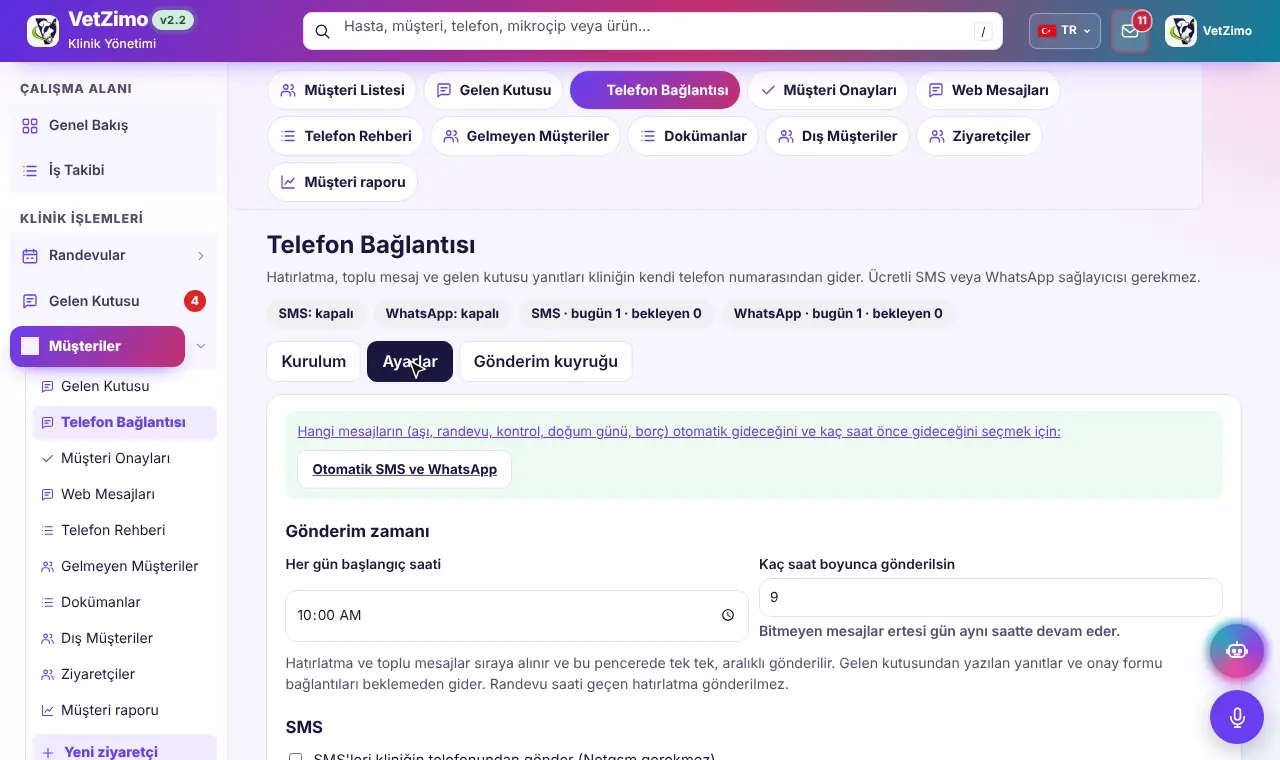 VetZimo v2.2
Klinik Yönetimi
Hasta, müşteri, telefon, mikroçip veya ürün...
/
TR
11
VetZimo
ÇALIŞMA ALANI
Genel Bakış
İş Takibi
KLİNİK İŞLEMLERİ
Randevular
Gelen Kutusu
4
Müşteriler
Gelen Kutusu
Telefon Bağlantısı
Müşteri Onayları
Web Mesajları
Telefon Rehberi
Gelmeyen Müşteriler
Dokümanlar
Dış Müşteriler
Ziyaretçiler
Müşteri raporu
Yeni ziyaretçi
Müşteri Listesi
Gelen Kutusu
Telefon Bağlantısı
Müşteri Onayları
Web Mesajları
Telefon Rehberi
Gelmeyen Müşteriler
Dokümanlar
Dış Müşteriler
Ziyaretçiler
Müşteri raporu
Telefon Bağlantısı
Hatırlatma, toplu mesaj ve gelen kutusu yanıtları kliniğin kendi telefon numarasından gider. Ücretli SMS veya WhatsApp sağlayıcısı gerekmez.
SMS: kapalı
WhatsApp: kapalı
SMS · bugün 1 · bekleyen 0
WhatsApp · bugün 1 · bekleyen 0
Kurulum
Ayarlar
Gönderim kuyruğu
Hangi mesajların (aşı, randevu, kontrol, doğum günü, borç) otomatik gideceğini ve kaç saat önce gideceğini seçmek için:
Otomatik SMS ve WhatsApp
Gönderim zamanı
Her gün başlangıç saati
10:00 AM
Kaç saat boyunca gönderilsin
9
Bitmeyen mesajlar ertesi gün aynı saatte devam eder.
Hatırlatma ve toplu mesajlar sıraya alınır ve bu pencerede tek tek, aralıklı gönderilir. Gelen kutusundan yazılan yanıtlar ve onay formu
bağlantıları beklemeden gider. Randevu saati geçen hatırlatma gönderilmez.
SMS
SMS'leri kliniğin telefonundan gönder (Netgsm gerekmez)